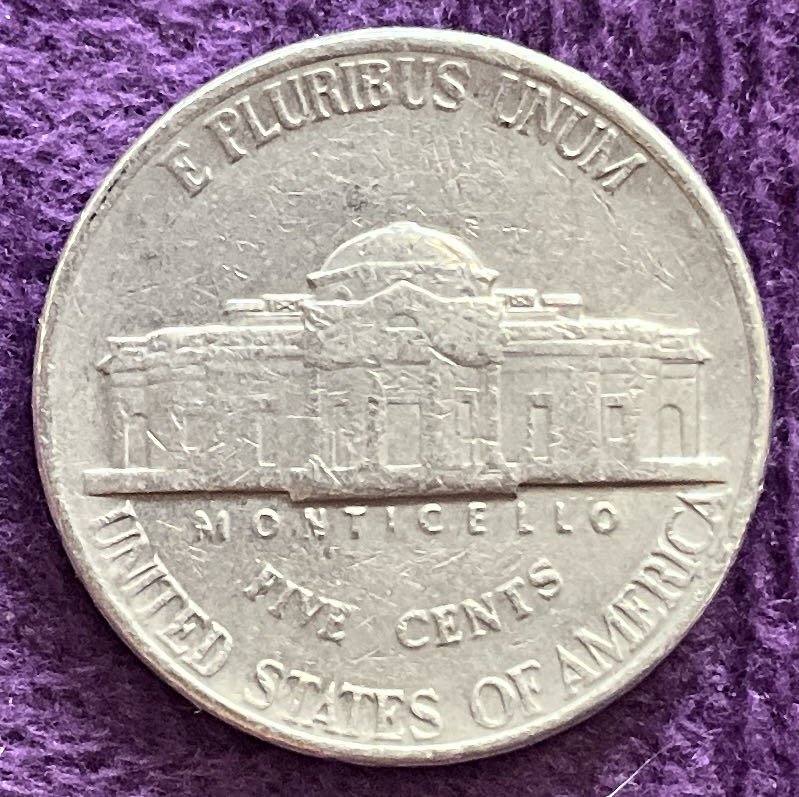 E PLURIBUS UNUM
MONTICELLO
FIVE CENTS
UNITED STATES OF AMERICA